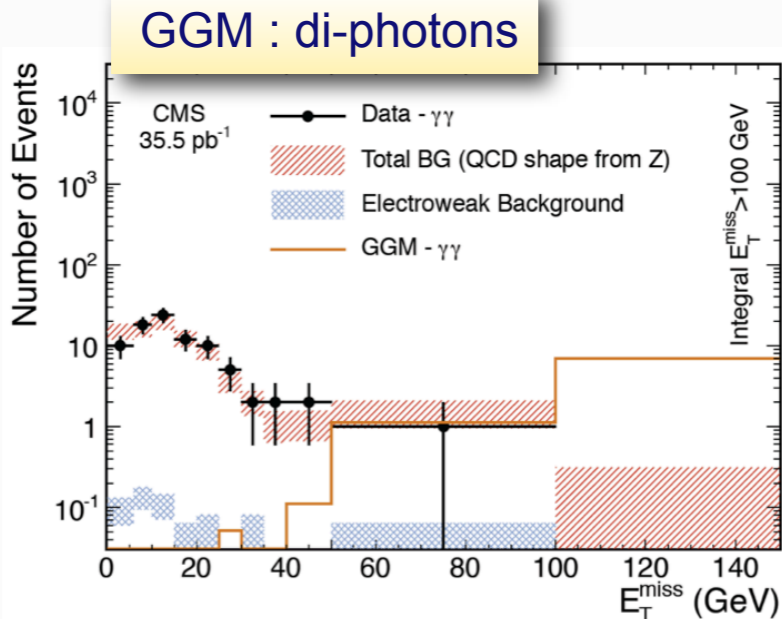 GGM : di-photons
Number of Events
10⁴
10³
10²
10
1
10⁻¹
CMS
35.5 pb⁻¹
Data - γγ
Total BG (QCD shape from Z)
Electroweak Background
GGM - γγ
Integral E_T^miss>100 GeV
0 20 40 60 80 100 120 140
E_T^miss (GeV)